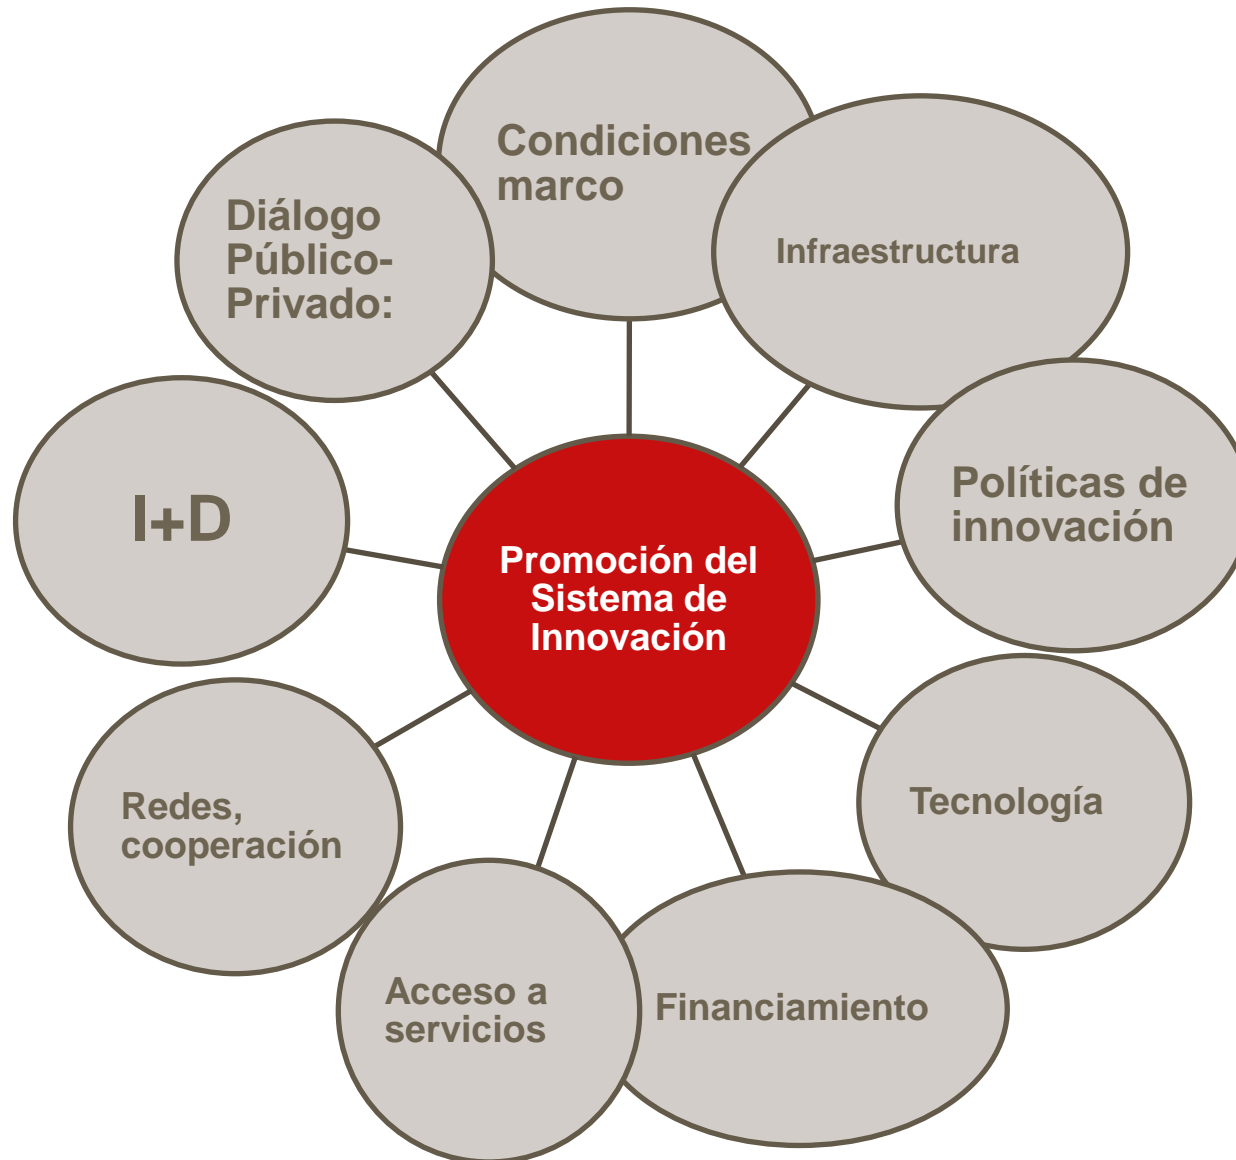 Condiciones
marco
Infraestructura
Políticas de
innovación
Tecnología
Financiamiento
Acceso a
servicios
Redes,
cooperación
I+D
Diálogo
Público-
Privado:
Promoción del
Sistema de
Innovación